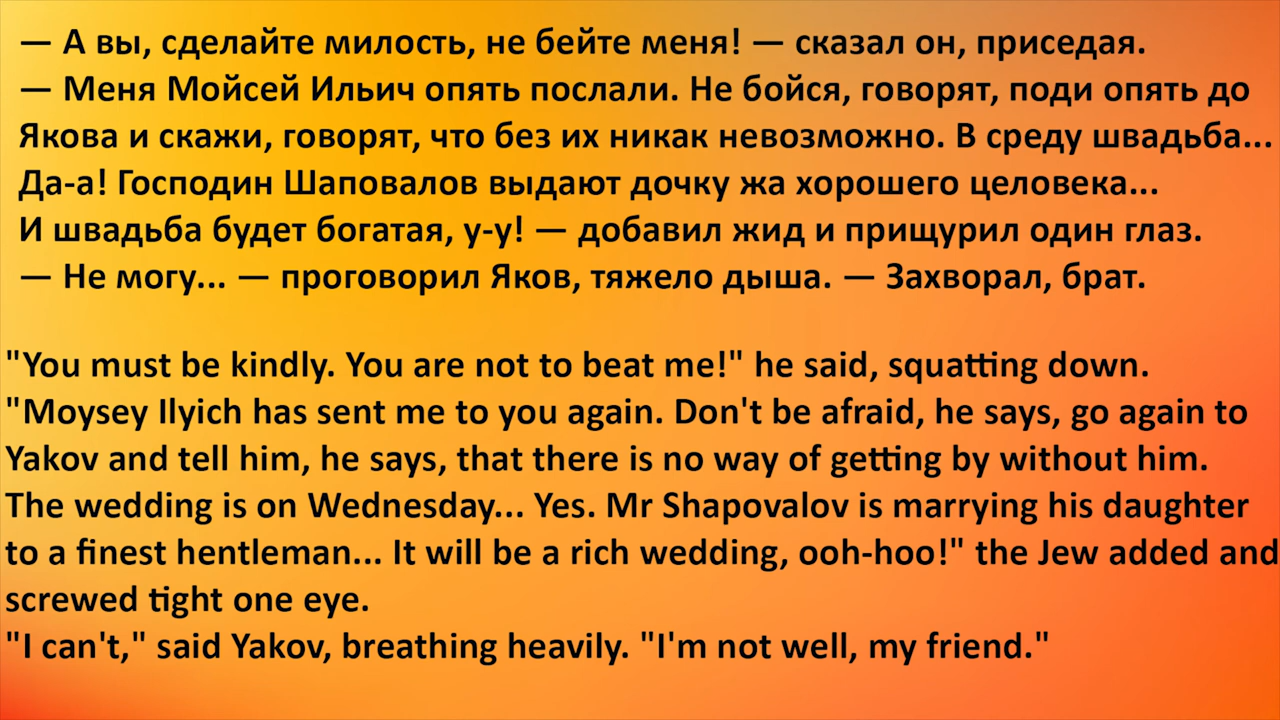 — А вы, сделайте милость, не бейте меня! — сказал он, приседая.
— Меня Мойсей Ильич опять послали. Не бойся, говорят, поди опять до
Якова и скажи, говорят, что без их никак невозможно. В среду швадьба...
Да-а! Господин Шаповалов выдают дочку жа хорошего целовека...
И швадьба будет богатая, у-у! — добавил жид и прищурил один глаз.
— Не могу... — проговорил Яков, тяжело дыша. — Захворал, брат.
"You must be kindly. You are not to beat me!" he said, squatting down.
"Moysey Ilyich has sent me to you again. Don't be afraid, he says, go again to
Yakov and tell him, he says, that there is no way of getting by without him.
The wedding is on Wednesday... Yes. Mr Shapovalov is marrying his daughter
to a finest hentleman... It will be a rich wedding, ooh-hoo!" the Jew added and
screwed tight one eye.
"I can't," said Yakov, breathing heavily. "I'm not well, my friend."